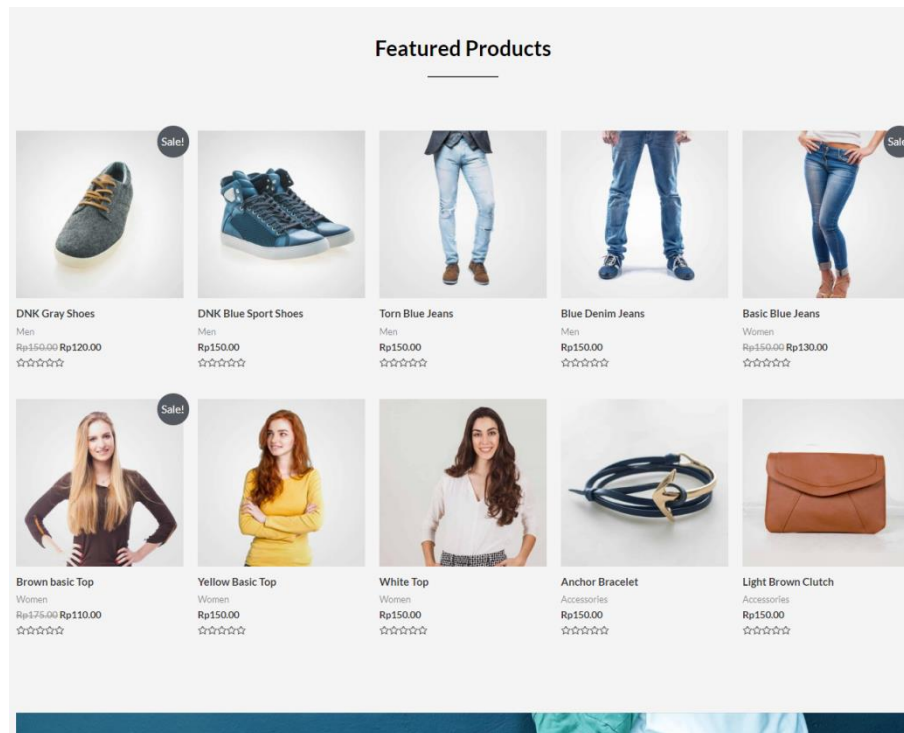 Featured Products
Sale!
Sale
DNK Gray Shoes
Men
Rp150.00 Rp120.00
DNK Blue Sport Shoes
Men
Rp150.00
Torn Blue Jeans
Men
Rp150.00
Blue Denim Jeans
Men
Rp150.00
Basic Blue Jeans
Women
Rp150.00 Rp130.00
Sale!
Brown basic Top
Women
Rp175.00 Rp110.00
Yellow Basic Top
Women
Rp150.00
White Top
Women
Rp150.00
Anchor Bracelet
Accessories
Rp150.00
Light Brown Clutch
Accessories
Rp150.00